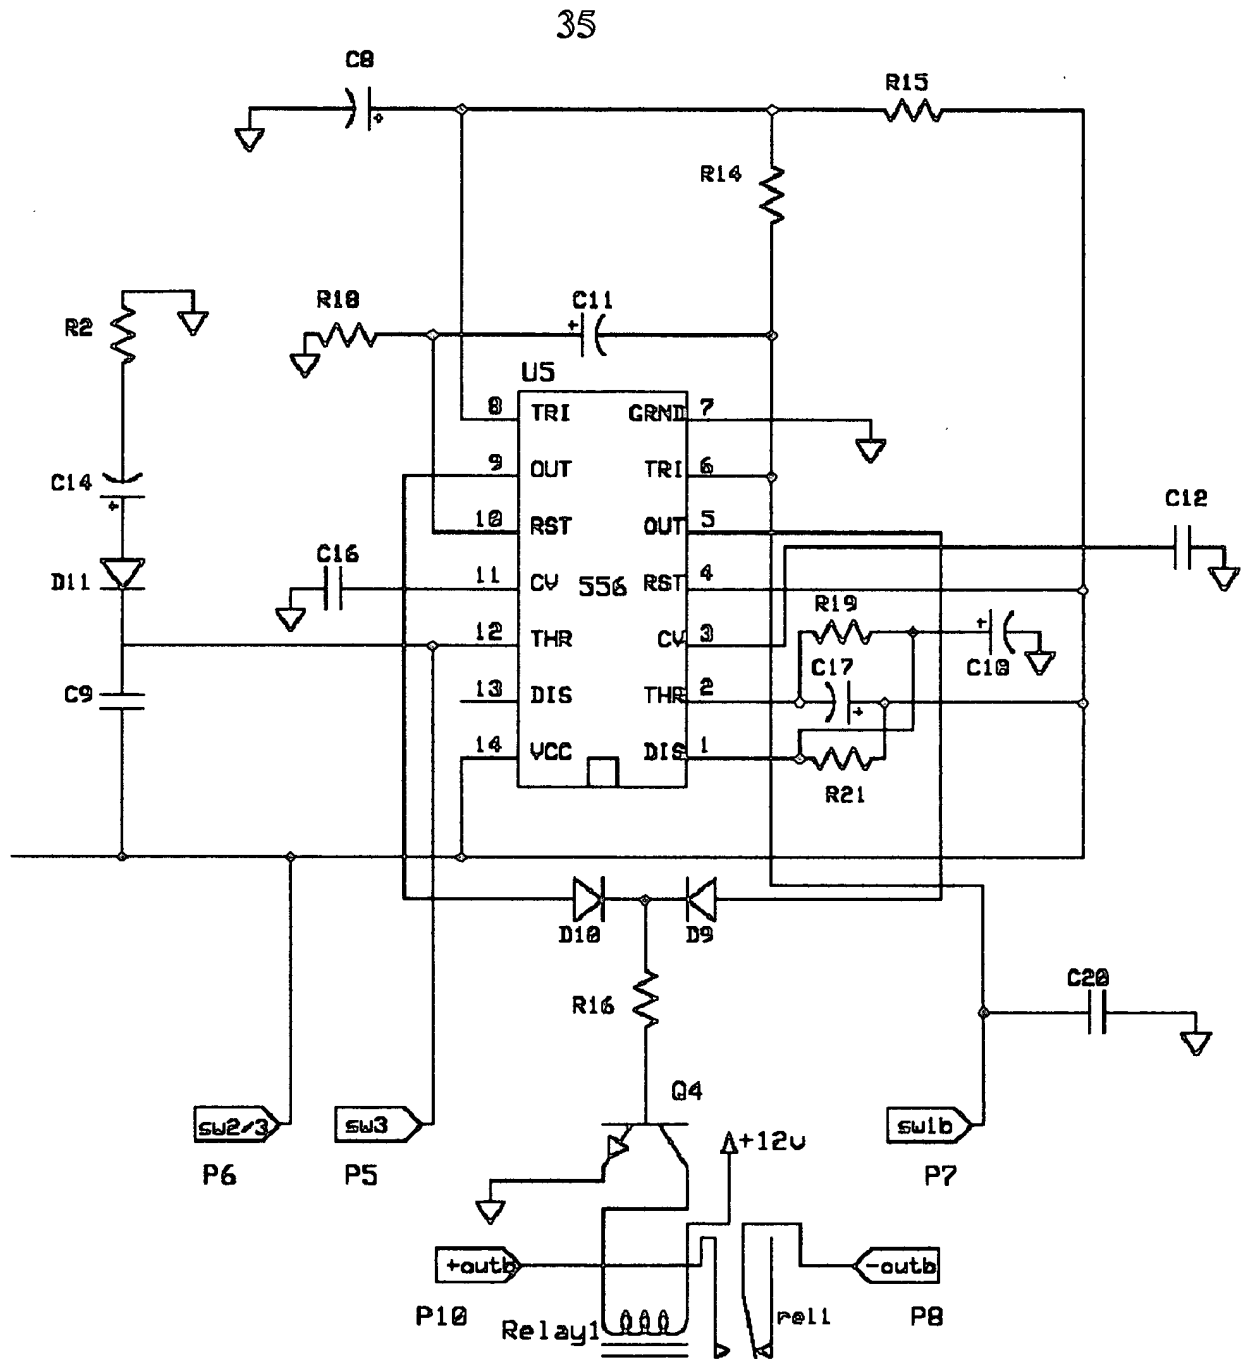 35
C8
R15
R14
R18
C11
R2
U5
8 TRI GRND 7
C14
9 OUT TRI 6
C12
10 RST OUT 5
C16
D11
11 CV 556 RST 4
R19
12 THR CV 3
C17
C18
C9
13 DIS THR 2
14 VCC DIS 1
R21
D10
D9
R16
C20
Q4
sw2/3
sw3
sw1b
+12v
P6
P5
P7
+outb
-outb
P10
P8
Relay1
rel1